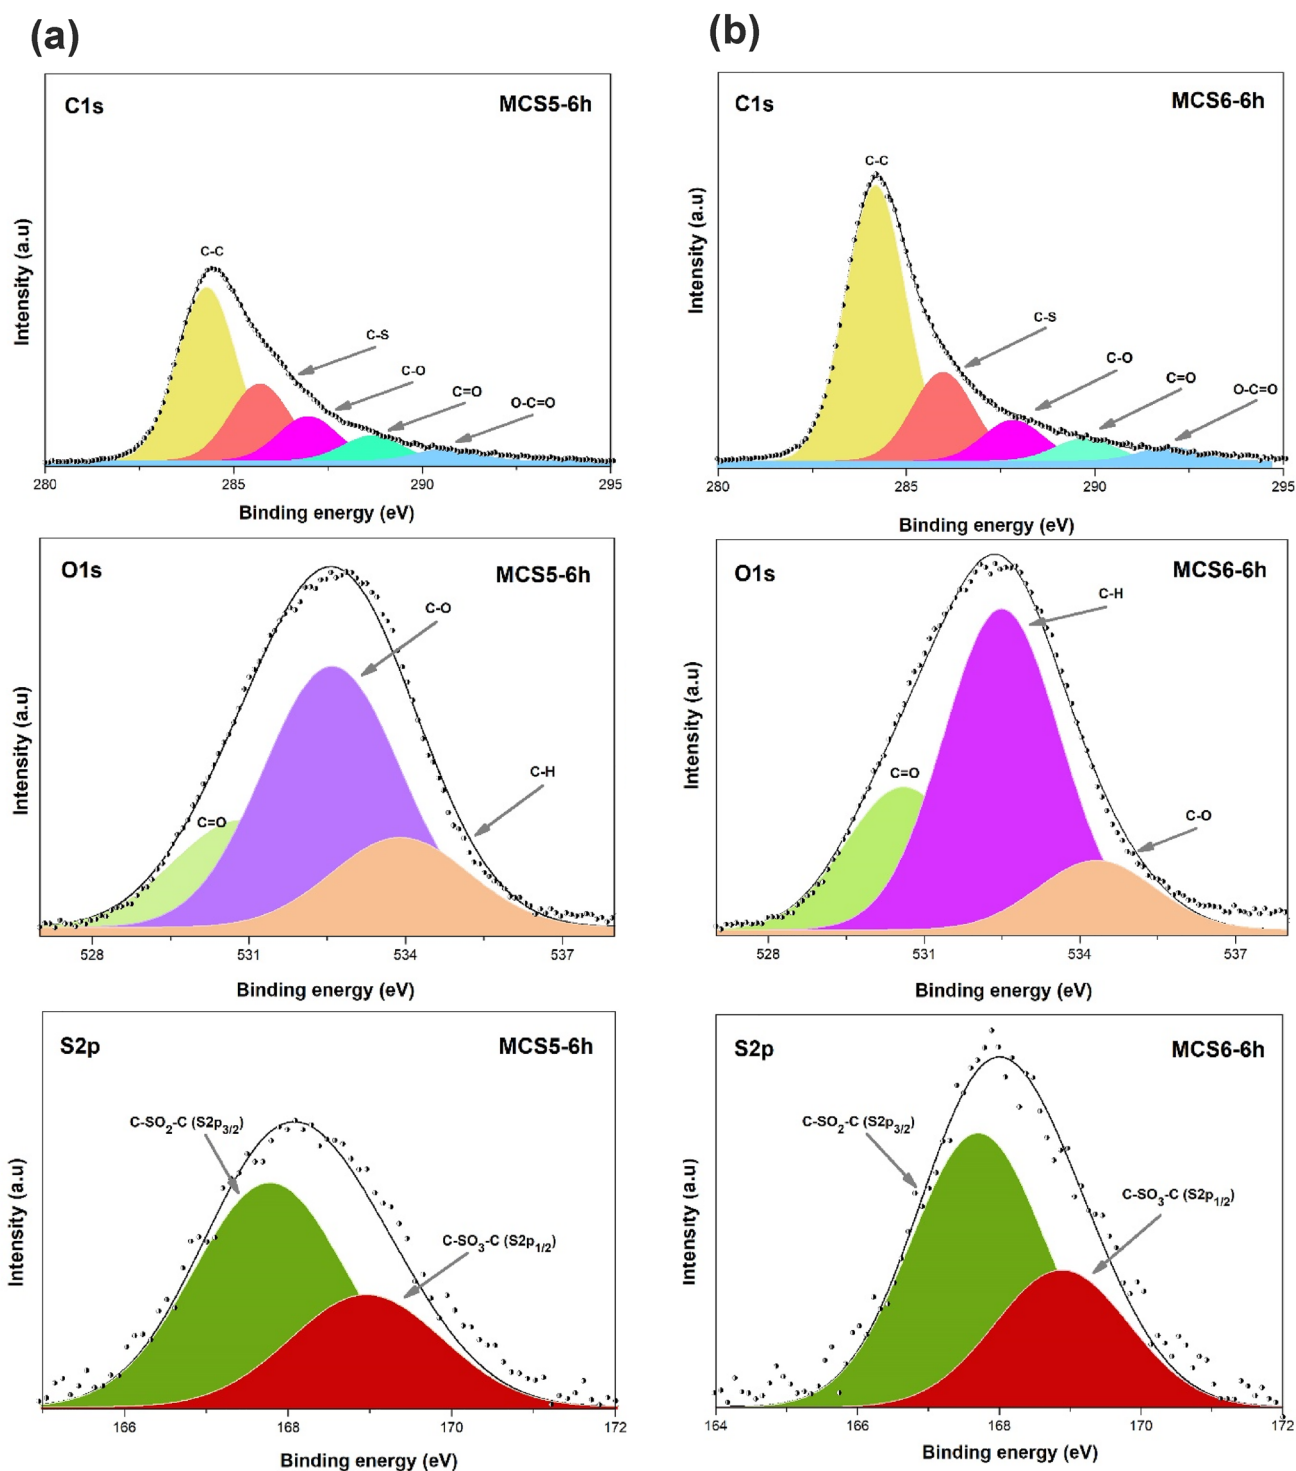 (a)
C1s
MCS5-6h
C-C
C-S
C-O
C=O
O-C=O
Intensity (a.u)
280
285
290
295
Binding energy (eV)
O1s
MCS5-6h
C-O
C-H
C=O
Intensity (a.u)
528
531
534
537
Binding energy (eV)
S2p
MCS5-6h
C-SO₂-C (S2p₃/₂)
C-SO₃-C (S2p₁/₂)
Intensity (a.u)
166
168
170
172
Binding energy (eV)
(b)
C1s
MCS6-6h
C-C
C-S
C-O
C=O
O-C=O
Intensity (a.u)
280
285
290
295
Binding energy (eV)
O1s
MCS6-6h
C-H
C=O
C-O
Intensity (a.u)
528
531
534
537
Binding energy (eV)
S2p
MCS6-6h
C-SO₂-C (S2p₃/₂)
C-SO₃-C (S2p₁/₂)
Intensity (a.u)
164
166
168
170
172
Binding energy (eV)